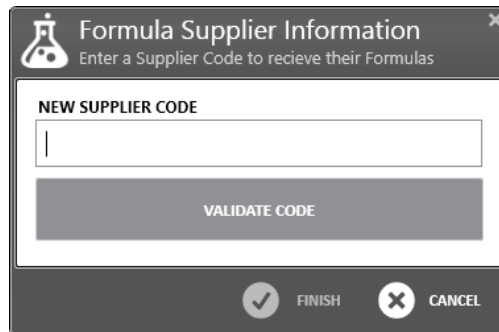 Formula Supplier Information
Enter a Supplier Code to recieve their Formulas
NEW SUPPLIER CODE
VALIDATE CODE
FINISH CANCEL